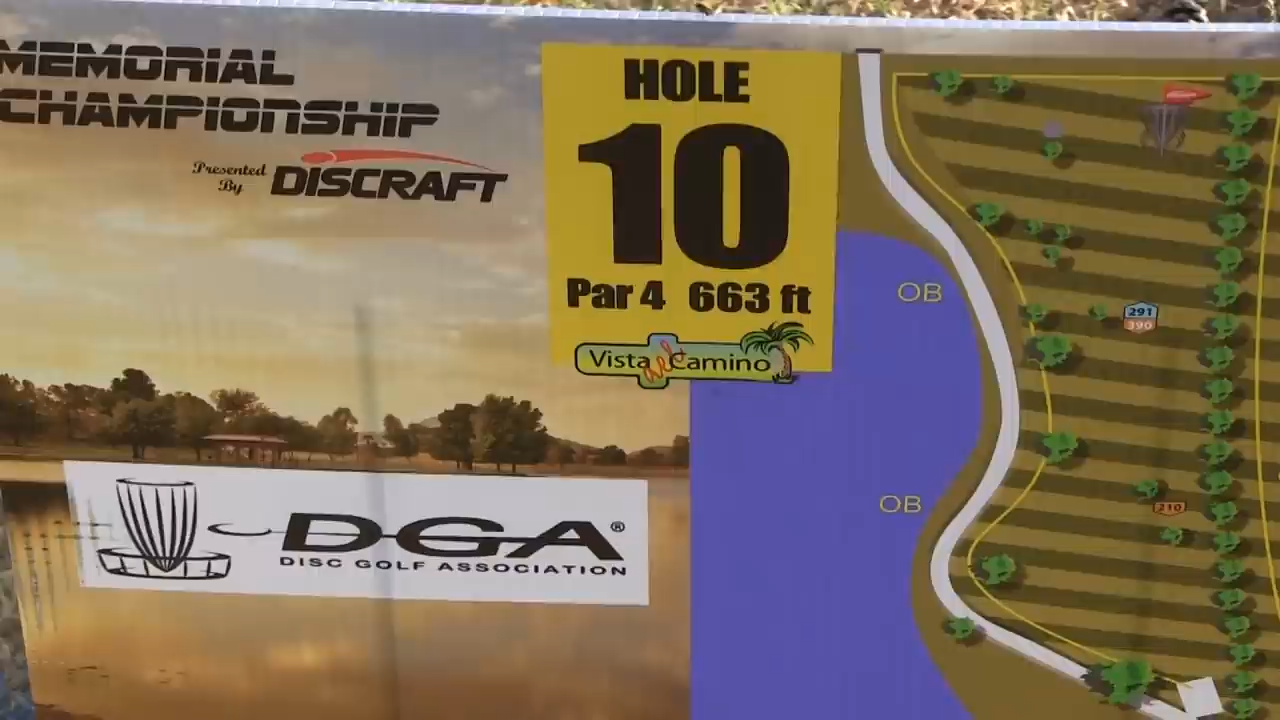 MEMORIAL
CHAMPIONSHIP
Presented
By
DISCRAFT
HOLE
10
Par 4 663 ft
Vista del Camino
DGA®
DISC GOLF ASSOCIATION
OB
OB
291
390
210